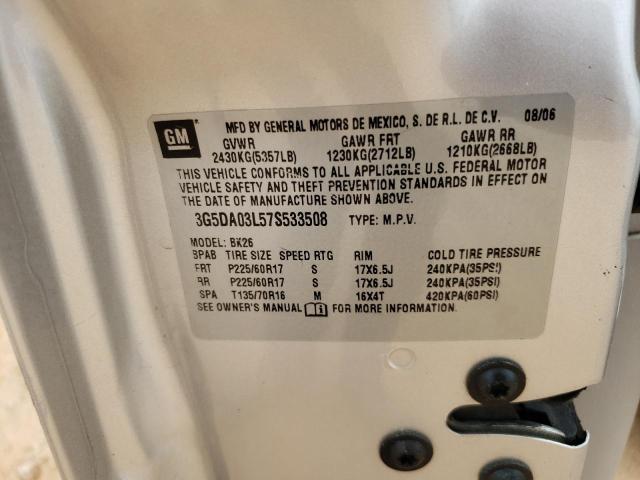 GM MFD BY GENERAL MOTORS DE MEXICO, S. DE R.L. DE C.V. 08/06
GVWR GAWR FRT GAWR RR
2430KG(5357LB) 1230KG(2712LB) 1210KG(2668LB)
THIS VEHICLE CONFORMS TO ALL APPLICABLE U.S. FEDERAL MOTOR
VEHICLE SAFETY AND THEFT PREVENTION STANDARDS IN EFFECT ON
THE DATE OF MANUFACTURE SHOWN ABOVE.
3G5DA03L57S533508 TYPE: M.P.V.
MODEL: BK26
BPAB TIRE SIZE SPEED RTG RIM COLD TIRE PRESSURE
FRT P225/60R17 S 17X6.5J 240KPA(35PSI)
RR P225/60R17 S 17X6.5J 240KPA(35PSI)
SPA T135/70R16 M 16X4T 420KPA(60PSI)
SEE OWNER'S MANUAL FOR MORE INFORMATION.